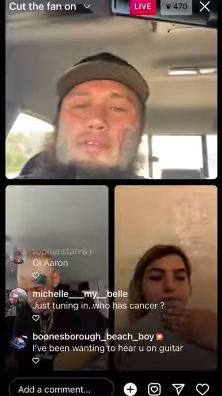 Cut the fan on
LIVE
470
Oi Aaron
michelle___my__belle
Just tuning in..who has cancer ?
boonesborough_beach_boy
I've been wanting to hear u on guitar
Add a comment...